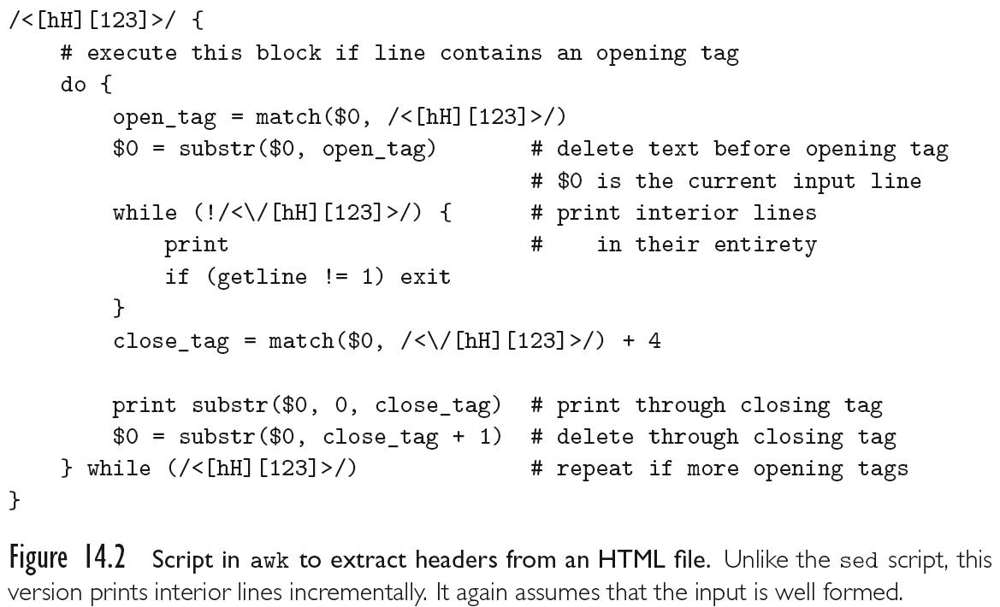 /<[hH][123]>/ {
    # execute this block if line contains an opening tag
    do {
        open_tag = match($0, /<[hH][123]>/)
        $0 = substr($0, open_tag)       # delete text before opening tag
                                        # $0 is the current input line
        while (!/<\/[hH][123]>/) {      # print interior lines
            print                       #    in their entirety
            if (getline != 1) exit
        }
        close_tag = match($0, /<\/[hH][123]>/) + 4

        print substr($0, 0, close_tag)  # print through closing tag
        $0 = substr($0, close_tag + 1)  # delete through closing tag
    } while (/<[hH][123]>/)             # repeat if more opening tags
}
Figure 14.2 Script in awk to extract headers from an HTML file. Unlike the sed script, this
version prints interior lines incrementally. It again assumes that the input is well formed.